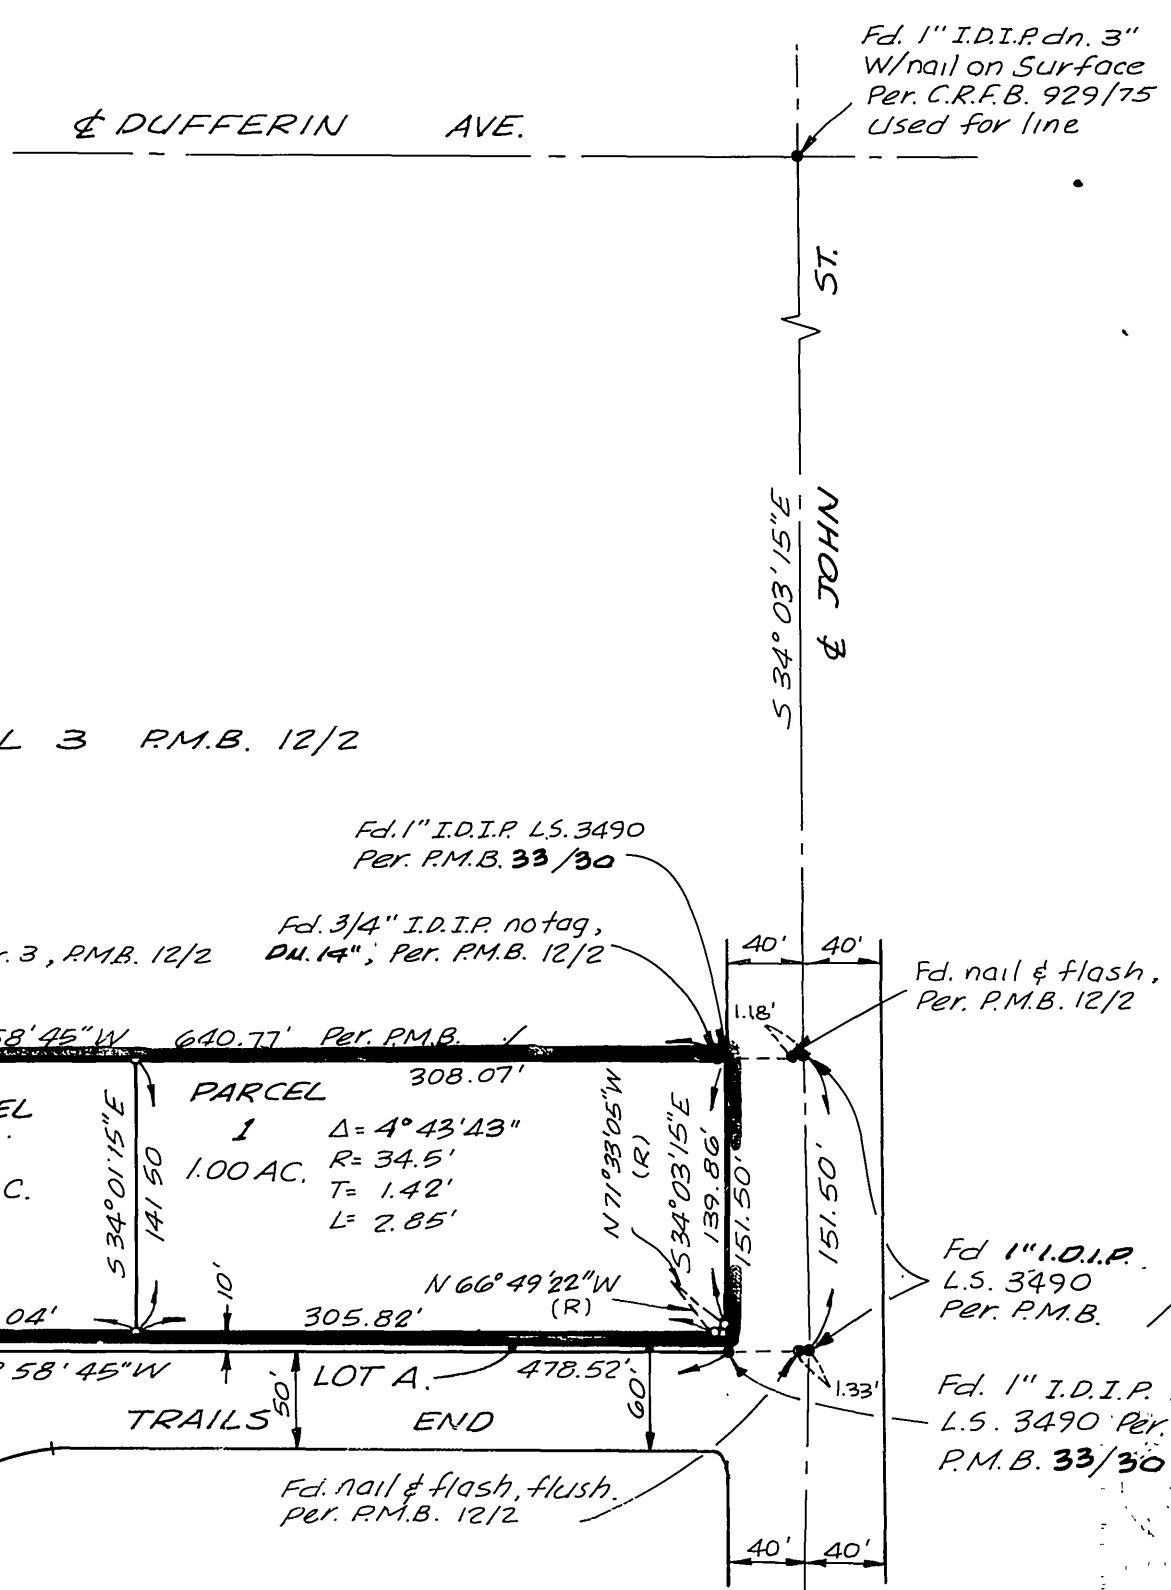 Fd. 1" I.D.I.P. dn. 3"
W/nail on Surface
Per. C.R.F.B. 929/75
Used for line
℄ DUFFERIN AVE.
ST.
S 34° 03' 15" E
JOHN
℄
L 3 P.M.B. 12/2
Fd. 1" I.D.I.P. L.S. 3490
Per. P.M.B. 33/30
Fd. 3/4" I.D.I.P. no tag,
r. 3, P.M.B. 12/2
DN. 14", Per. P.M.B. 12/2
40'
40'
Fd. nail & flash,
Per. P.M.B. 12/2
1.18'
58' 45" W
640.77' Per. P.M.B. /
308.07'
EL
C.
PARCEL
1
1.00 AC.
Δ = 4° 43' 43"
R = 34.5'
T = 1.42'
L = 2.85'
S 34° 01' 15" E
141.50
N 71° 33' 05" W
(R)
S 34° 03' 15" E
139.86'
151.50'
151.50'
Fd 1" I.D.I.P.
L.S. 3490
Per. P.M.B. /
N 66° 49' 22" W
(R)
10'
.04'
305.82'
58' 45" W
LOT A.
478.52'
50'
60'
1.33'
TRAILS END
Fd. 1" I.D.I.P.
L.S. 3490 Per.
P.M.B. 33/30
Fd. nail & flash, flush.
Per. P.M.B. 12/2
40'
40'